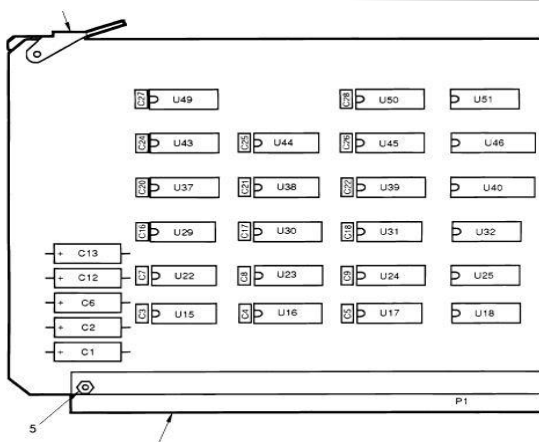 C27 U49 C28 U50 U51
C24 U43 C25 U44 C26 U45 U46
C20 U37 C21 U38 C22 U39 U40
C16 U29 C17 U30 C18 U31 U32
C13
C12 C7 U22 C8 U23 C9 U24 U25
C6
C3 U15 C4 U16 C5 U17 U18
C2
C1
P1
5